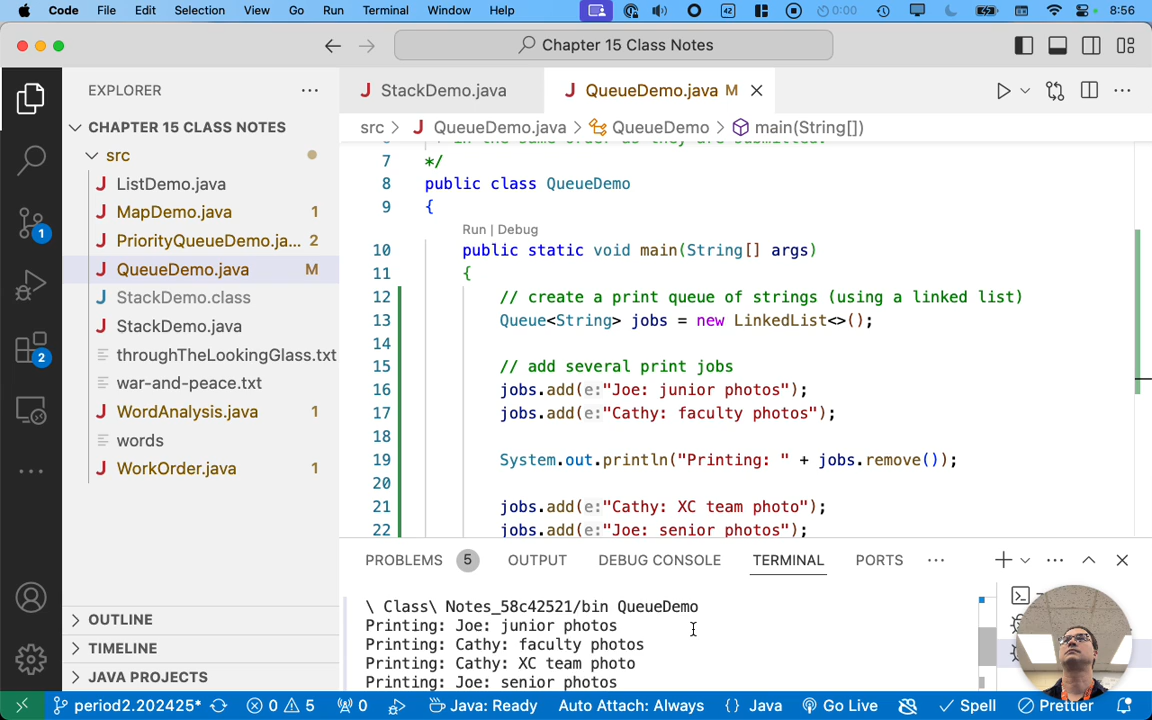 Code File Edit Selection View Go Run Terminal Window Help 42 0:00 8:56
Chapter 15 Class Notes
EXPLORER
StackDemo.java
QueueDemo.java M
src > QueueDemo.java > QueueDemo > main(String[])
CHAPTER 15 CLASS NOTES
src
ListDemo.java
MapDemo.java 1
PriorityQueueDemo.ja... 2
QueueDemo.java M
StackDemo.class
StackDemo.java
throughTheLookingGlass.txt
war-and-peace.txt
WordAnalysis.java 1
words
WorkOrder.java 1
OUTLINE
TIMELINE
JAVA PROJECTS
1
2
7 */
8 public class QueueDemo
9 {
Run | Debug
10 public static void main(String[] args)
11 {
12 // create a print queue of strings (using a linked list)
13 Queue<String> jobs = new LinkedList<>();
14
15 // add several print jobs
16 jobs.add(e:"Joe: junior photos");
17 jobs.add(e:"Cathy: faculty photos");
18
19 System.out.println("Printing: " + jobs.remove());
20
21 jobs.add(e:"Cathy: XC team photo");
22 jobs.add(e:"Joe: senior photos");
PROBLEMS 5 OUTPUT DEBUG CONSOLE TERMINAL PORTS
\ Class\ Notes_58c42521/bin QueueDemo
Printing: Joe: junior photos
Printing: Cathy: faculty photos
Printing: Cathy: XC team photo
Printing: Joe: senior photos
period2.202425* 0 5 0 Java: Ready Auto Attach: Always {} Java Go Live Spell Prettier